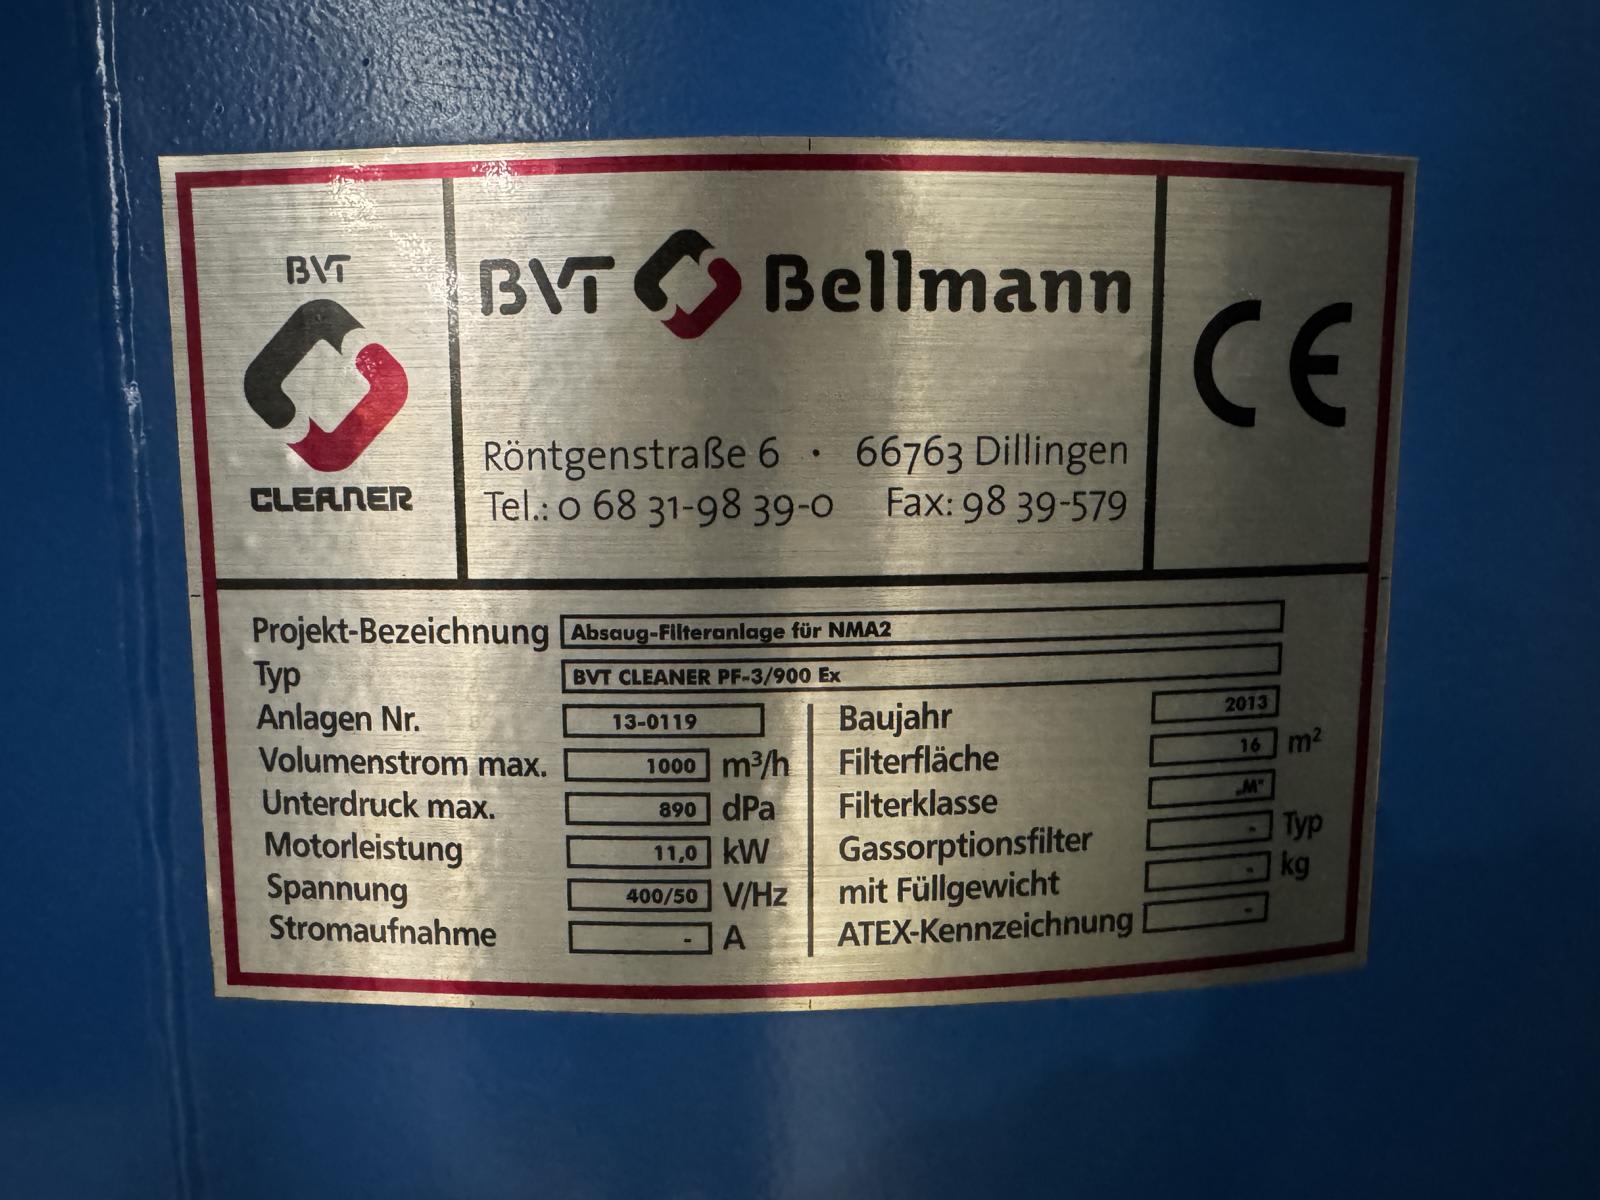 BVT
CLEANER
BVT Bellmann
Röntgenstraße 6 · 66763 Dillingen
Tel.: 0 68 31-98 39-0 Fax: 98 39-579
CE
Projekt-Bezeichnung Absaug-Filteranlage für NMA2
Typ BVT CLEANER PF-3/900 Ex
Anlagen Nr. 13-0119
Volumenstrom max. 1000 m³/h
Unterdruck max. 890 dPa
Motorleistung 11,0 kW
Spannung 400/50 V/Hz
Stromaufnahme - A
Baujahr 2013
Filterfläche 16 m²
Filterklasse „M"
Gassorptionsfilter - Typ
mit Füllgewicht - kg
ATEX-Kennzeichnung -